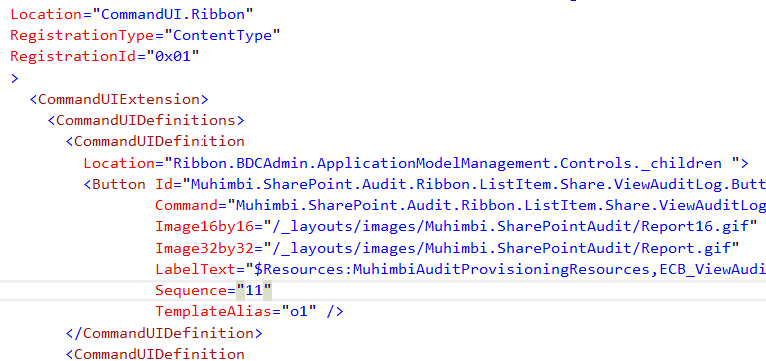 Location="CommandUI.Ribbon"
RegistrationType="ContentType"
RegistrationId="0x01"
>
<CommandUIExtension>
<CommandUIDefinitions>
<CommandUIDefinition
Location="Ribbon.BDCAdmin.ApplicationModelManagement.Controls._children ">
<Button Id="Muhimbi.SharePoint.Audit.Ribbon.ListItem.Share.ViewAuditLog.Butt
Command="Muhimbi.SharePoint.Audit.Ribbon.ListItem.Share.ViewAuditLog
Image16by16="/_layouts/images/Muhimbi.SharePointAudit/Report16.gif"
Image32by32="/_layouts/images/Muhimbi.SharePointAudit/Report.gif"
LabelText="$Resources:MuhimbiAuditProvisioningResources,ECB_ViewAudi
Sequence="11"
TemplateAlias="o1" />
</CommandUIDefinition>
<CommandUIDefinition